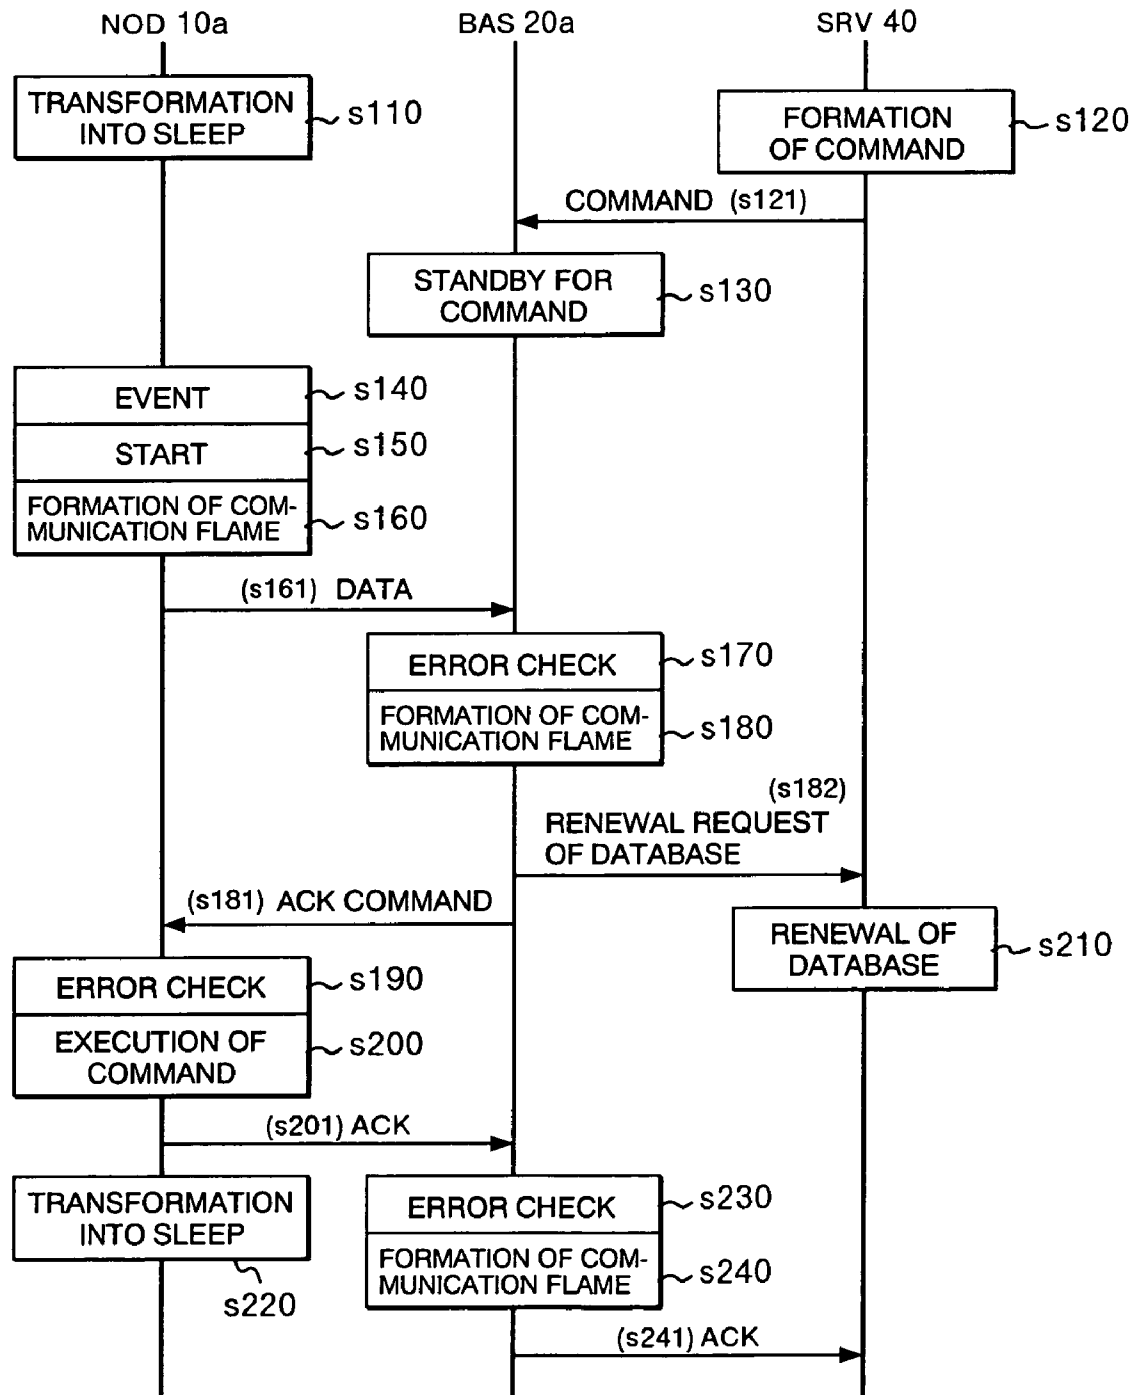 NOD 10a
BAS 20a
SRV 40
TRANSFORMATION
INTO SLEEP
s110
FORMATION
OF COMMAND
s120
COMMAND (s121)
STANDBY FOR
COMMAND
s130
EVENT
s140
START
s150
FORMATION OF COM-
MUNICATION FLAME
s160
(s161) DATA
ERROR CHECK
s170
FORMATION OF COM-
MUNICATION FLAME
s180
(s182)
RENEWAL REQUEST
OF DATABASE
(s181) ACK COMMAND
RENEWAL OF
DATABASE
s210
ERROR CHECK
s190
EXECUTION OF
COMMAND
s200
(s201) ACK
TRANSFORMATION
INTO SLEEP
s220
ERROR CHECK
s230
FORMATION OF COM-
MUNICATION FLAME
s240
(s241) ACK